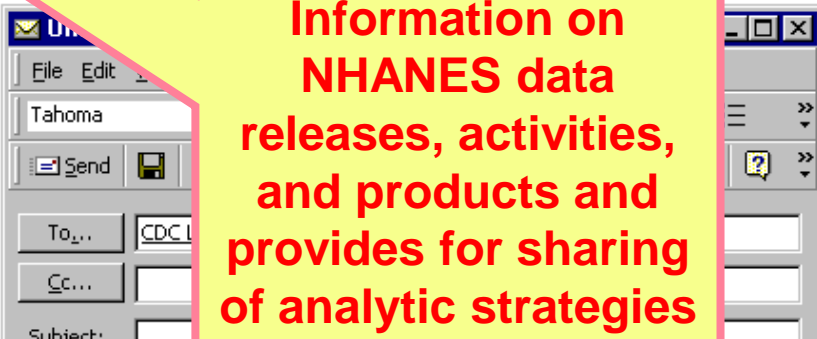 Information on
NHANES data
releases, activities,
and products and
provides for sharing
of analytic strategies
File Edit
Tahoma
Send
To...
CDC
Cc...
Subject: